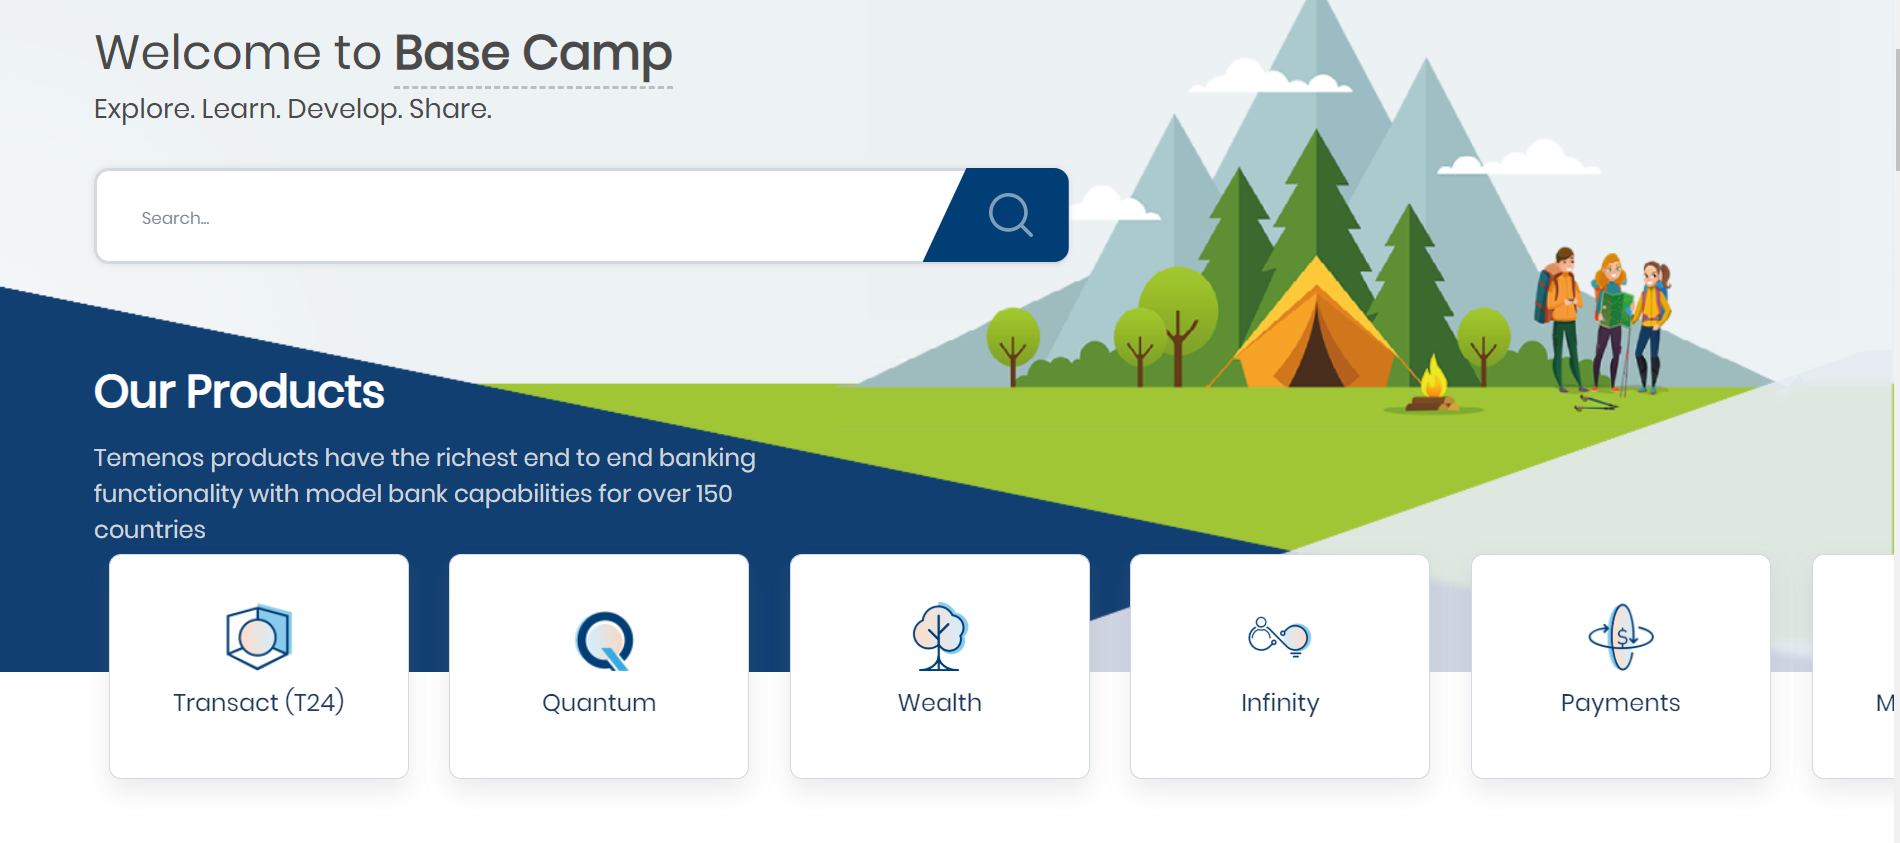 Welcome to Base Camp
Explore. Learn. Develop. Share.
Search...
Our Products
Temenos products have the richest end to end banking
functionality with model bank capabilities for over 150
countries
Transact (T24)
Quantum
Wealth
Infinity
$
Payments